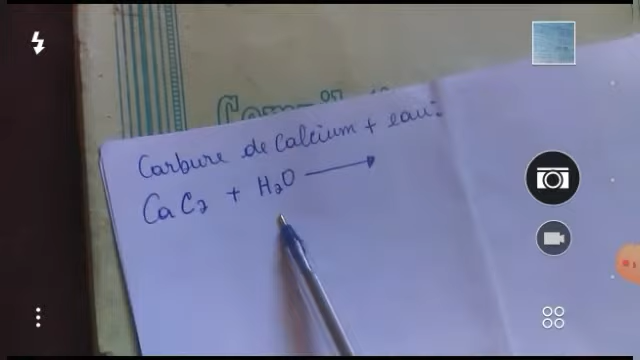 Carbure de Calcium + eau:
CaC₂ + H₂O →